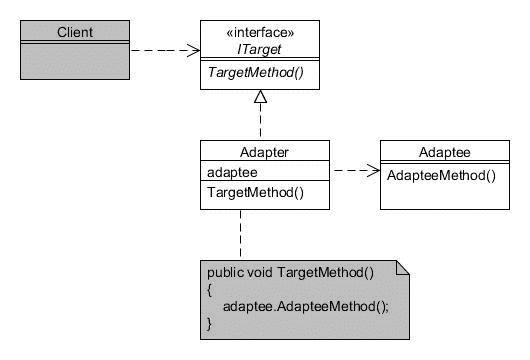 Client
«interface»
ITarget
TargetMethod()
Adapter
adaptee
TargetMethod()
Adaptee
AdapteeMethod()
public void TargetMethod()
{
adaptee.AdapteeMethod();
}